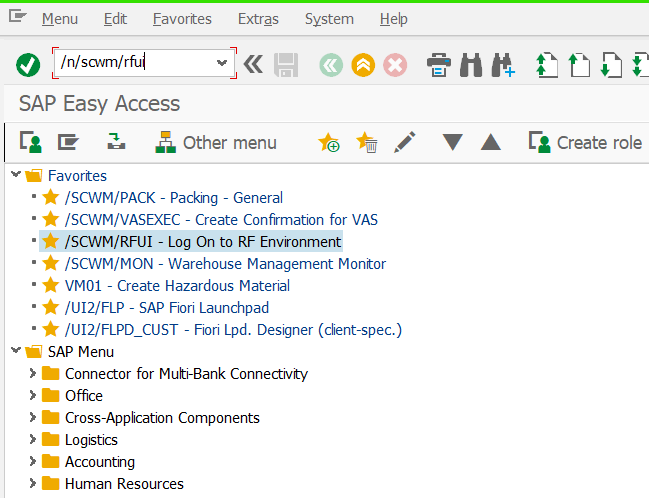 Menu Edit Favorites Extras System Help
/n/scwm/rfui
SAP Easy Access
Other menu Create role
Favorites
/SCWM/PACK - Packing - General
/SCWM/VASEXEC - Create Confirmation for VAS
/SCWM/RFUI - Log On to RF Environment
/SCWM/MON - Warehouse Management Monitor
VM01 - Create Hazardous Material
/UI2/FLP - SAP Fiori Launchpad
/UI2/FLPD_CUST - Fiori Lpd. Designer (client-spec.)
SAP Menu
Connector for Multi-Bank Connectivity
Office
Cross-Application Components
Logistics
Accounting
Human Resources